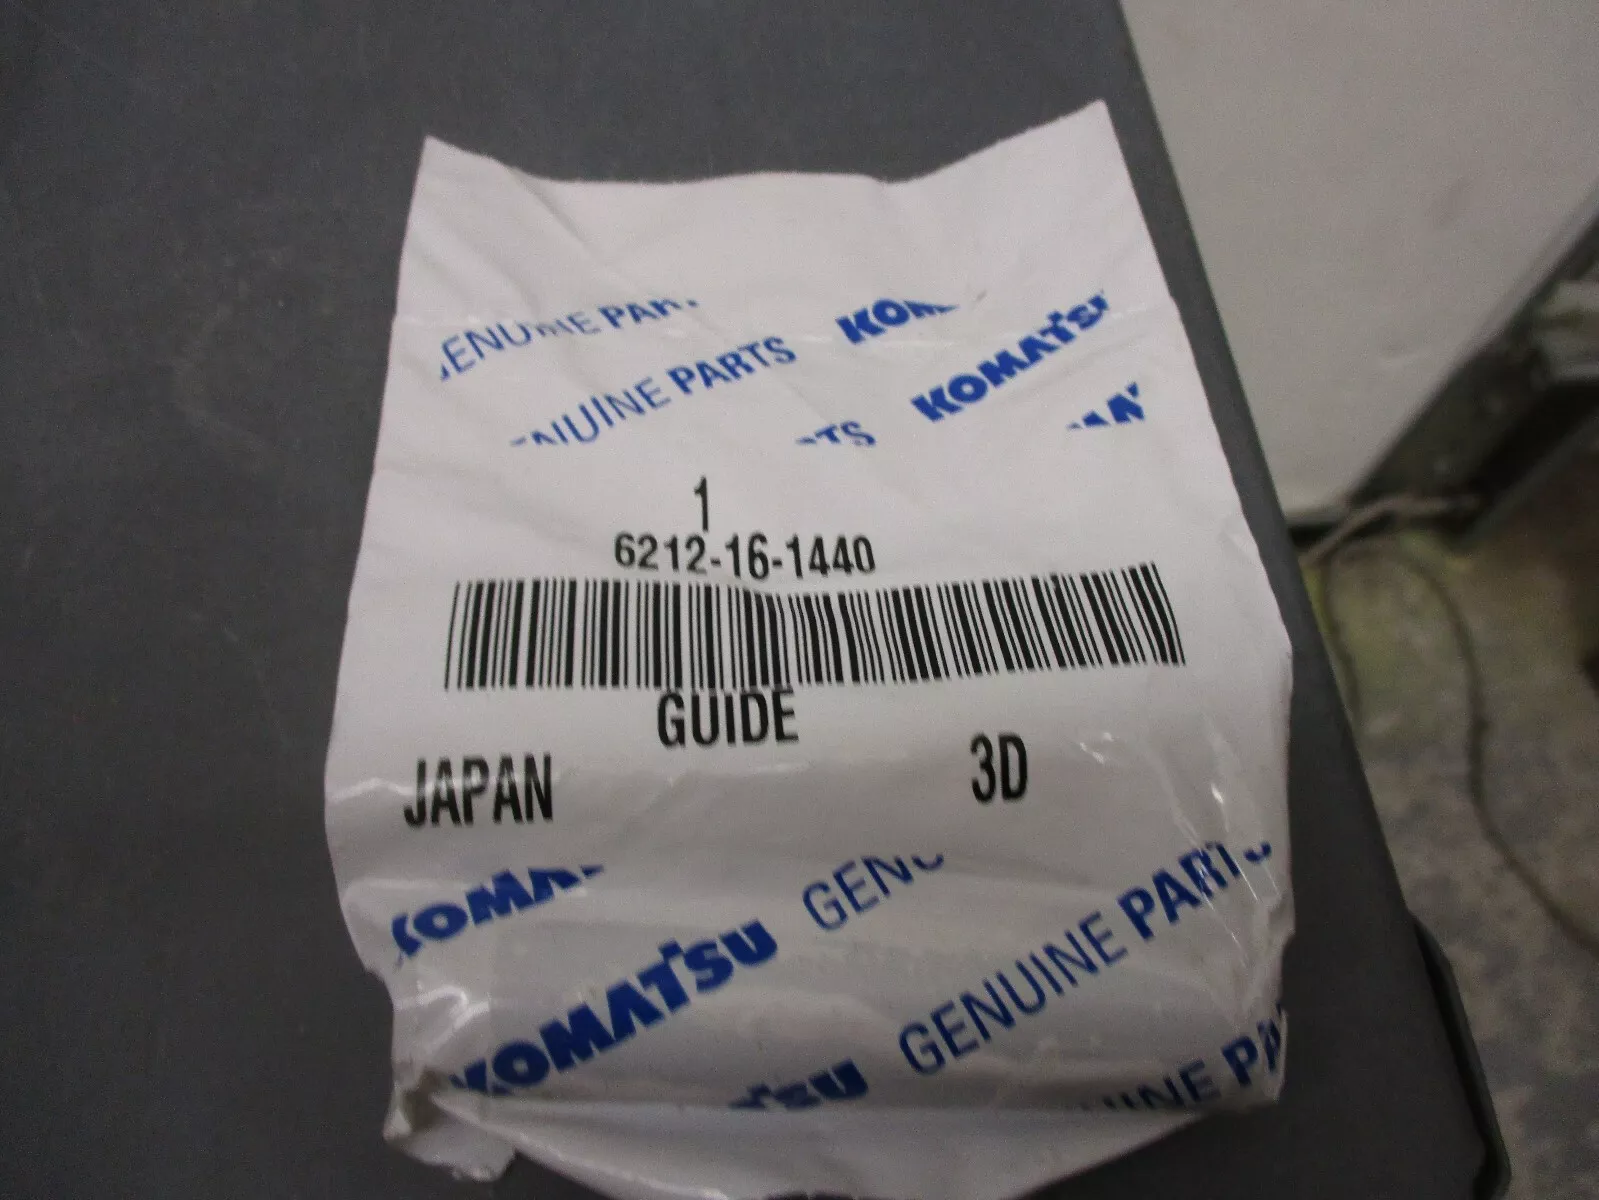 GENUINE PARTS
GENUINE PARTS KOMATSU
KOMATSU
1
6212-16-1440
GUIDE
JAPAN 3D
KOMATSU GENUINE PARTS
KOMATSU GENUINE PARTS